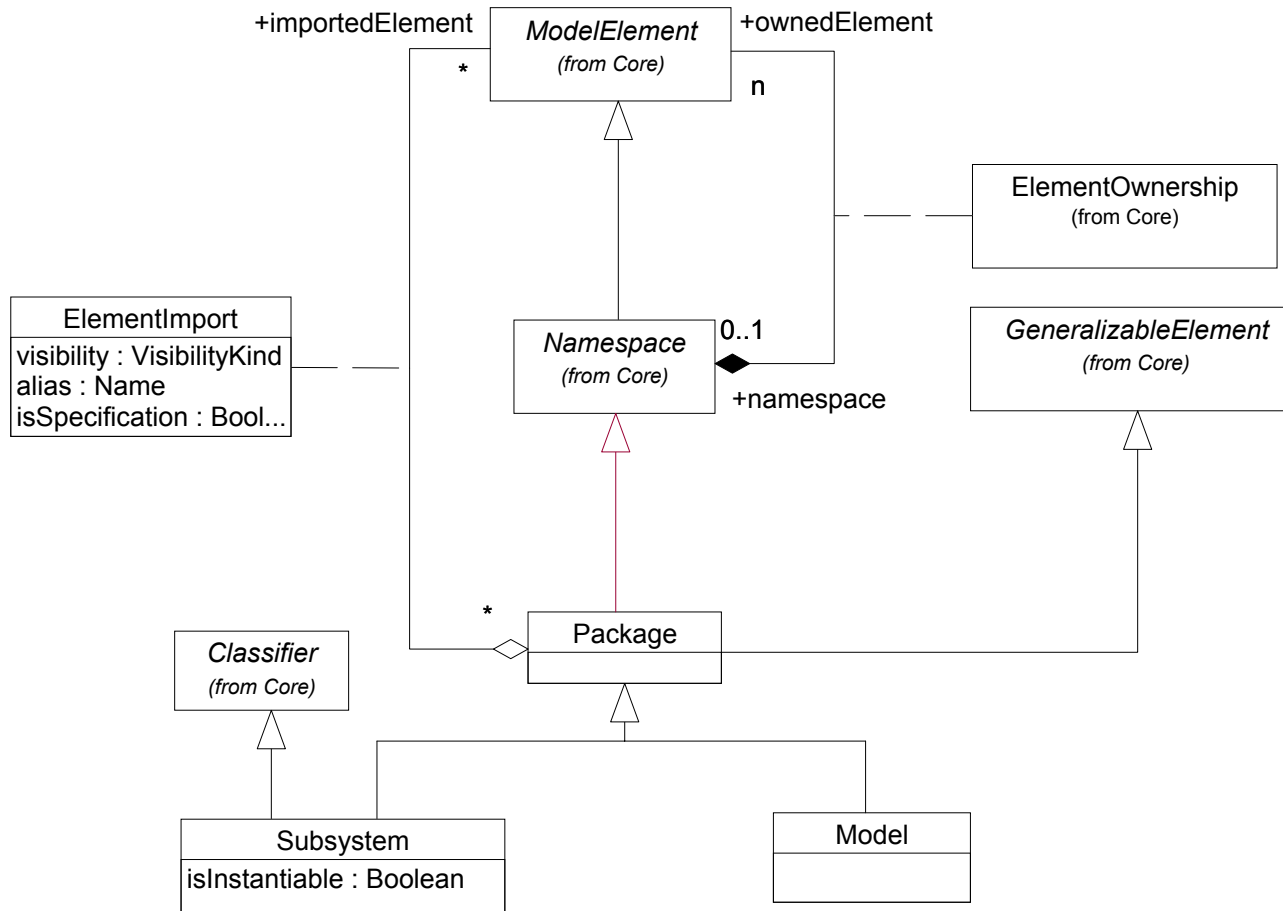 +importedElement
ModelElement
(from Core)
+ownedElement
*
n
ElementOwnership
(from Core)
ElementImport
visibility : VisibilityKind
alias : Name
isSpecification : Bool...
Namespace
(from Core)
0..1
+namespace
GeneralizableElement
(from Core)
*
Package
Classifier
(from Core)
Subsystem
isInstantiable : Boolean
Model